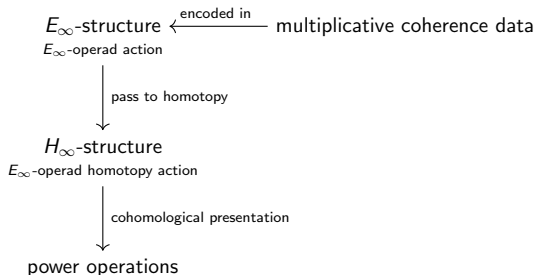 E∞-structure
encoded in
multiplicative coherence data
E∞-operad action
pass to homotopy
H∞-structure
E∞-operad homotopy action
cohomological presentation
power operations